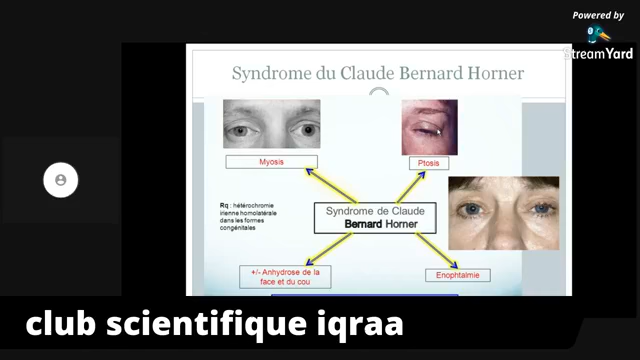 Powered by
StreamYard
Syndrome du Claude Bernard Horner
Myosis
Ptosis
Rq : hétérochromie
irienne homolatérale
dans les formes
congénitales
Syndrome de Claude
Bernard Horner
+/- Anhydrose de la
face et du cou
Enophtalmie
club scientifique iqraa